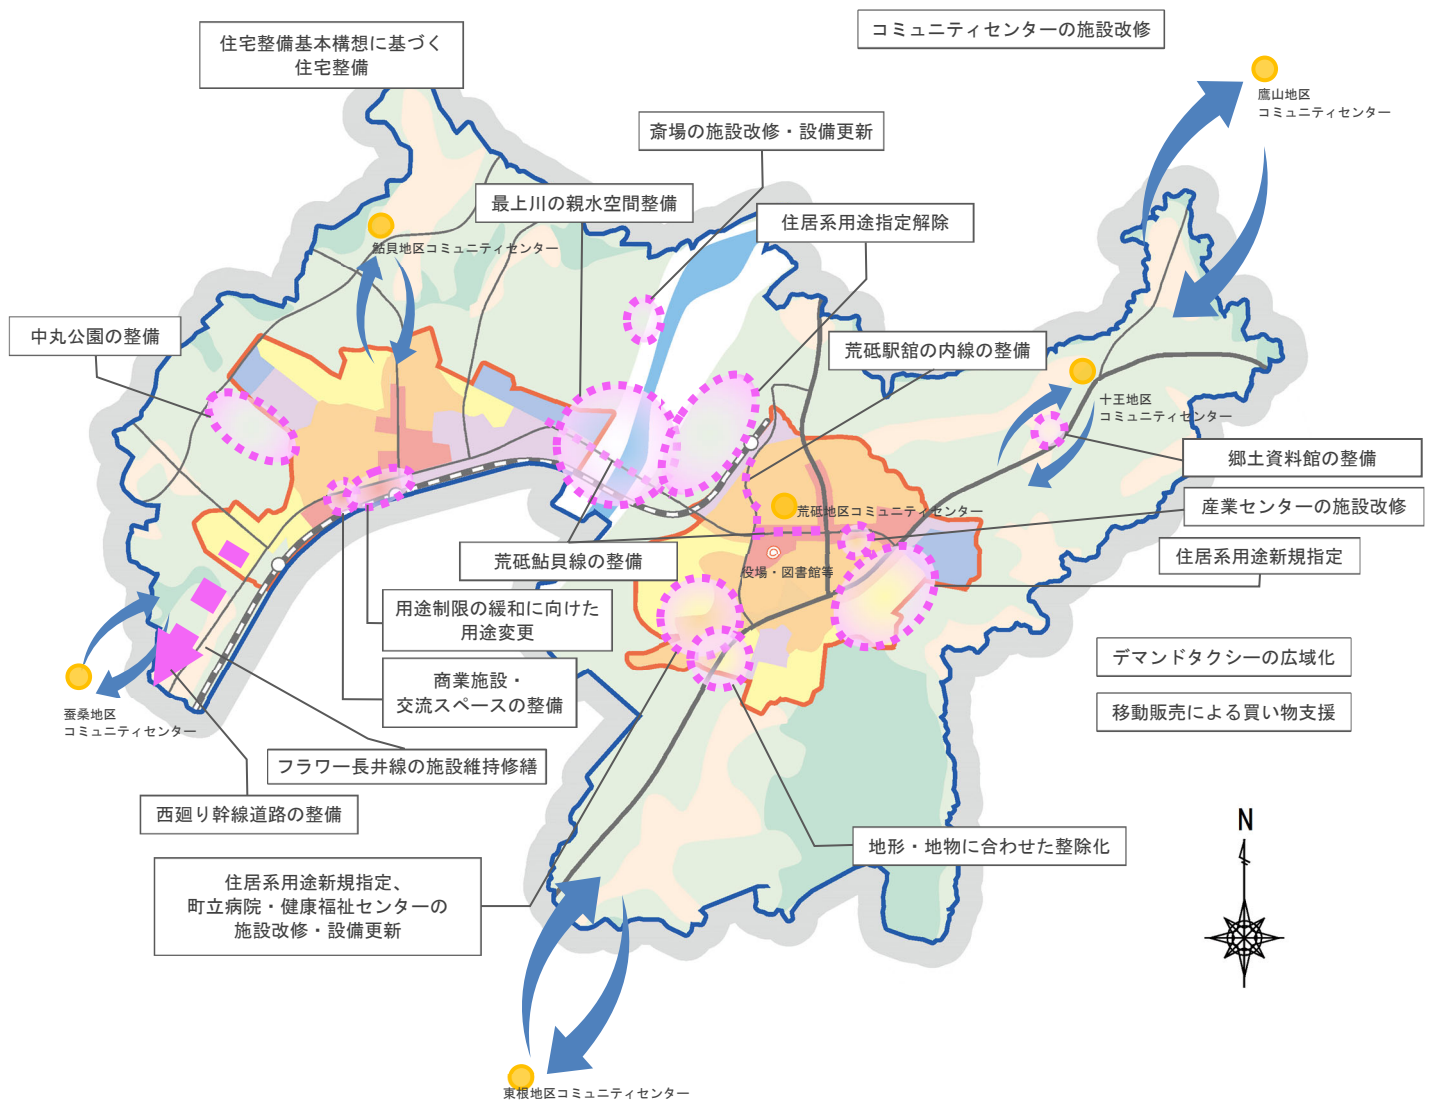 住宅整備基本構想に基づく
住宅整備
コミュニティセンターの施設改修
鷹山地区
コミュニティセンター
斎場の施設改修・設備更新
最上川の親水空間整備
住居系用途指定解除
鮎貝地区コミュニティセンター
中丸公園の整備
荒砥駅舘の内線の整備
十王地区
コミュニティセンター
郷土資料館の整備
産業センターの施設改修
荒砥地区コミュニティセンター
住居系用途新規指定
荒砥鮎貝線の整備
役場・図書館等
用途制限の緩和に向けた
用途変更
デマンドタクシーの広域化
商業施設・
交流スペースの整備
移動販売による買い物支援
蚕桑地区
コミュニティセンター
フラワー長井線の施設維持修繕
西廻り幹線道路の整備
地形・地物に合わせた整除化
N
住居系用途新規指定、
町立病院・健康福祉センターの
施設改修・設備更新
東根地区コミュニティセンター